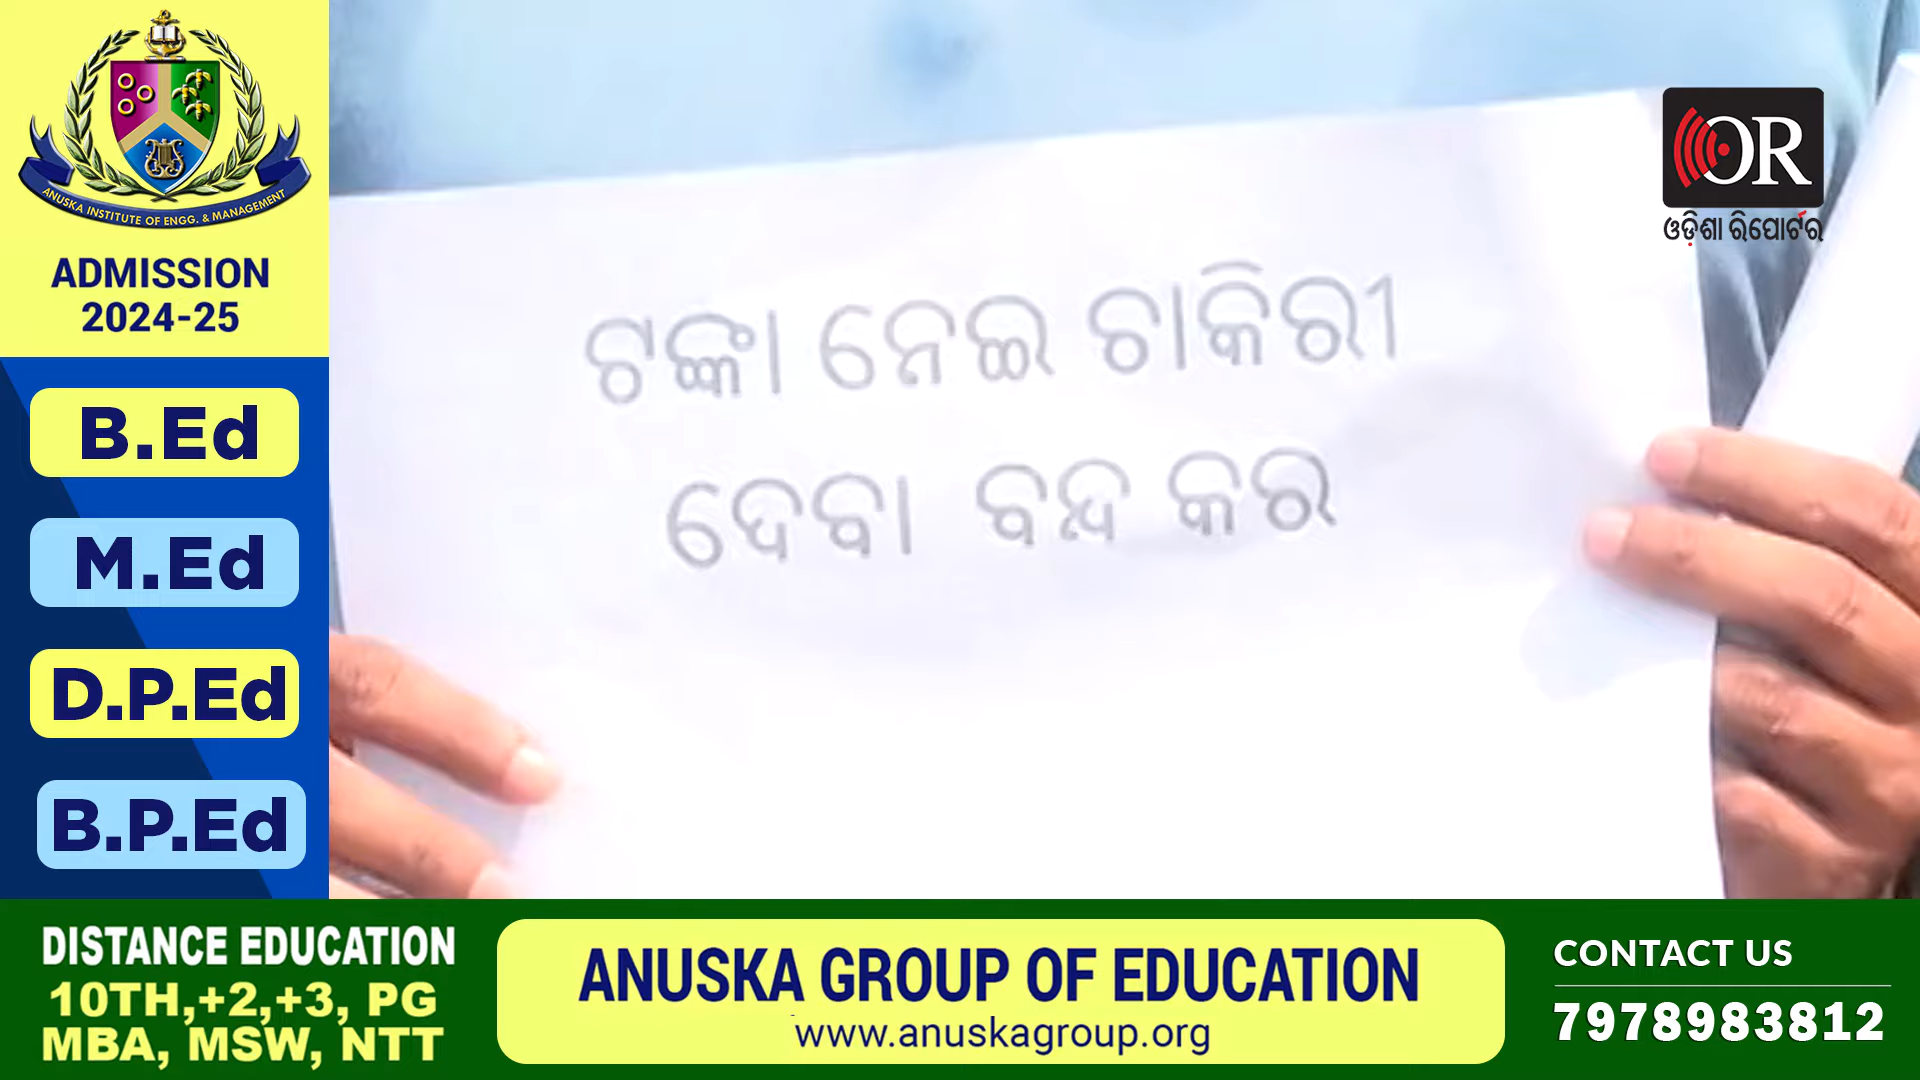 ANUSKA INSTITUTE OF ENGG. & MANAGEMENT
ADMISSION
2024-25
B.Ed
M.Ed
D.P.Ed
B.P.Ed
OR
ଓଡ଼ିଶା ରିପୋର୍ଟର
ଟଙ୍କା ନେଇ ଚାକିରୀ
ଦେବା ବନ୍ଦ କର
DISTANCE EDUCATION
10TH,+2,+3, PG
MBA, MSW, NTT
ANUSKA GROUP OF EDUCATION
www.anuskagroup.org
CONTACT US
7978983812